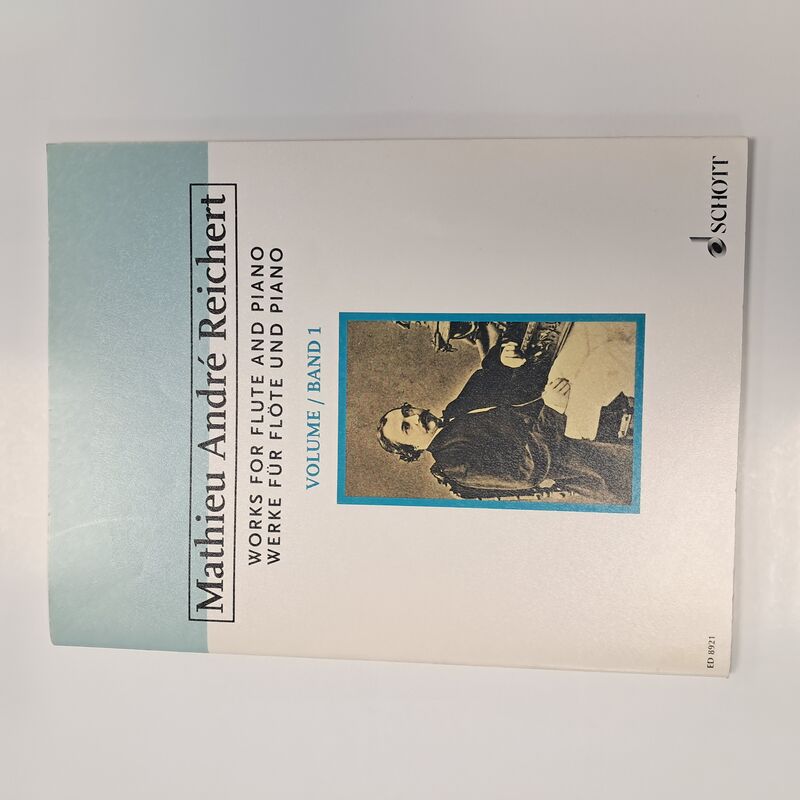 Mathieu André Reichert
WORKS FOR FLUTE AND PIANO
WERKE FÜR FLÖTE UND PIANO
VOLUME / BAND 1
ED 8921
SCHOTT